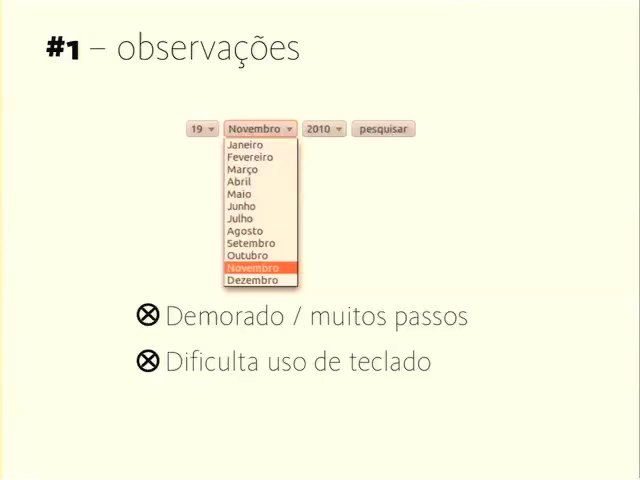 #1 – observações
19 Novembro 2010 pesquisar
Janeiro
Fevereiro
Março
Abril
Maio
Junho
Julho
Agosto
Setembro
Outubro
Novembro
Dezembro
Demorado / muitos passos
Dificulta uso de teclado